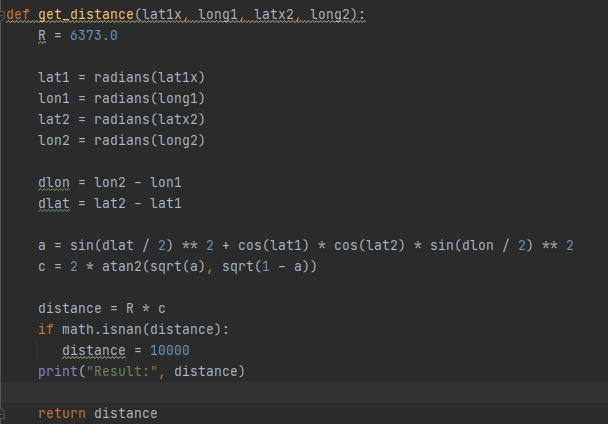 def get_distance(lat1x, long1, latx2, long2):
R = 6373.0
lat1 = radians(lat1x)
lon1 = radians(long1)
lat2 = radians(latx2)
lon2 = radians(long2)
dlon = lon2 - lon1
dlat = lat2 - lat1
a = sin(dlat / 2) ** 2 + cos(lat1) * cos(lat2) * sin(dlon / 2) ** 2
c = 2 * atan2(sqrt(a), sqrt(1 - a))
distance = R * c
if math.isnan(distance):
distance = 10000
print("Result:", distance)
return distance